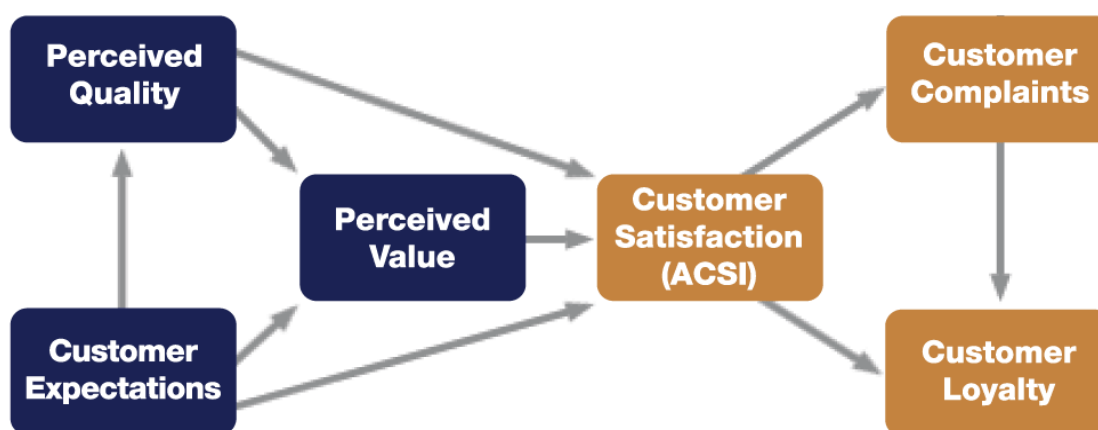 Perceived
Quality
Customer
Complaints
Perceived
Value
Customer
Satisfaction
(ACSI)
Customer
Expectations
Customer
Loyalty